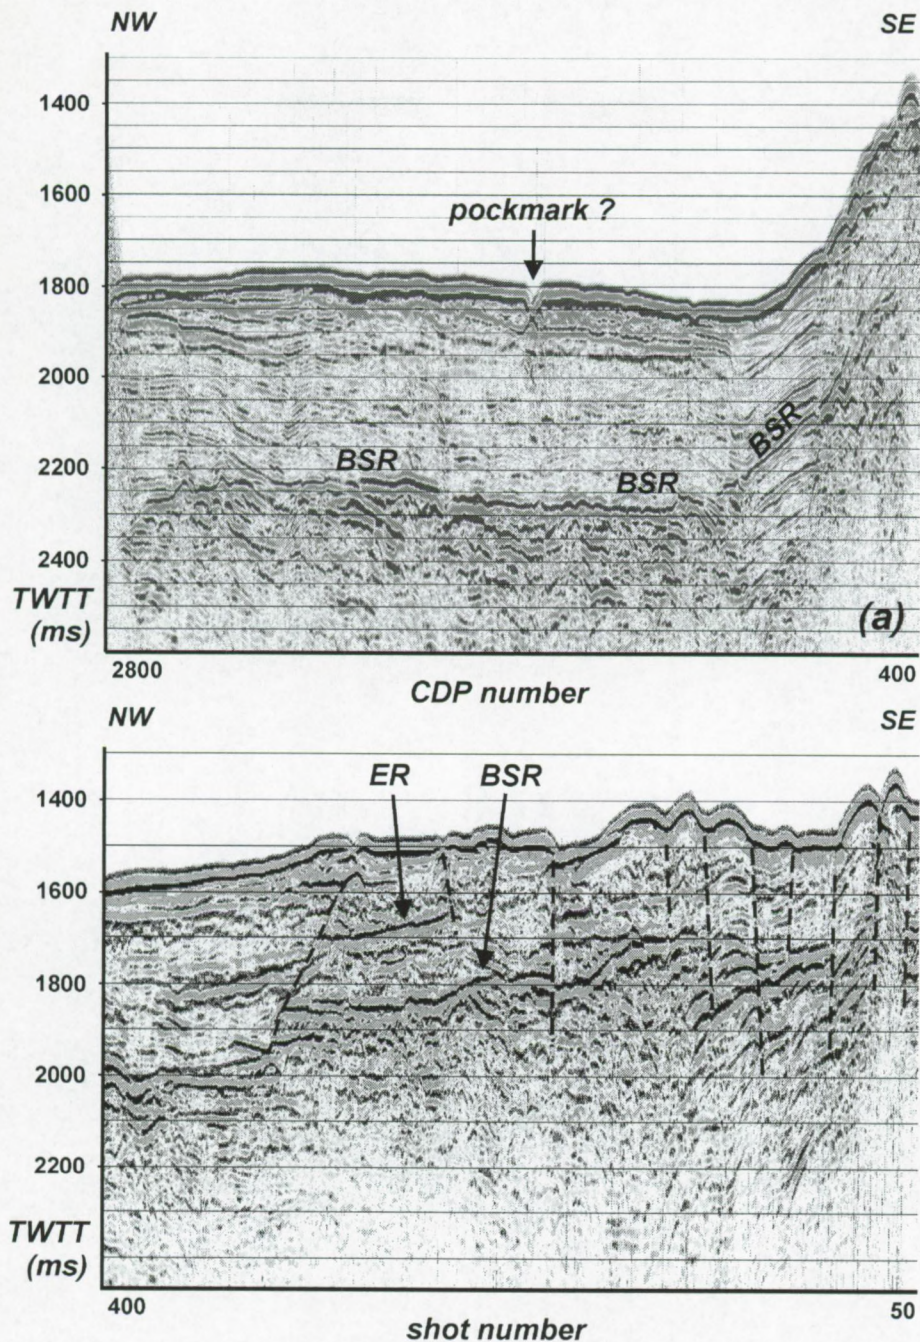 NW SE
1400
1600
pockmark ?
1800
2000
BSR
2200
BSR
BSR
2400
TWTT
(ms)
(a)
2800 400
CDP number
NW SE
ER BSR
1400
1600
1800
2000
2200
TWTT
(ms)
400 50
shot number